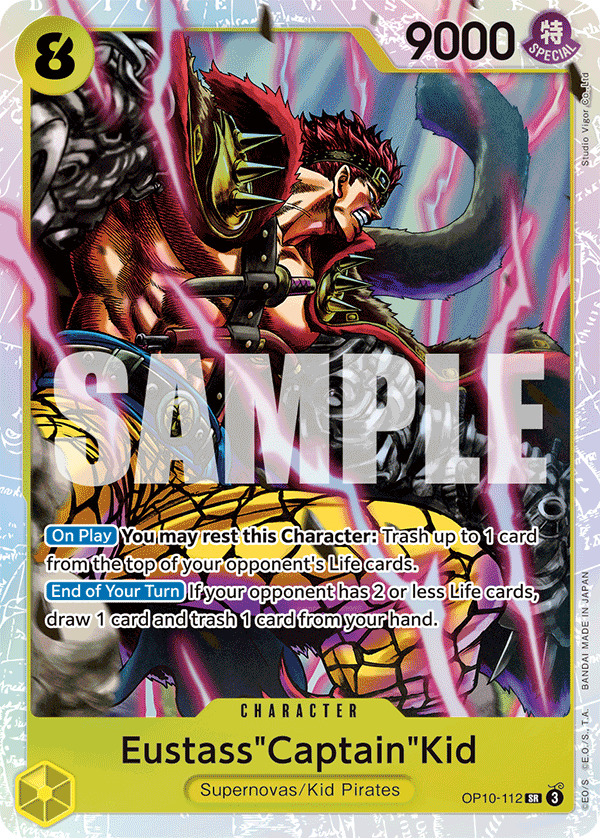 8
9000
特
SPECIAL
Studio Vigor Co.,Ltd
SAMPLE
On Play You may rest this Character: Trash up to 1 card
from the top of your opponent's Life cards.
End of Your Turn If your opponent has 2 or less Life cards,
draw 1 card and trash 1 card from your hand.
CHARACTER
Eustass"Captain"Kid
Supernovas/Kid Pirates
OP10-112 SR 3
©E.O/S ©E.O./S., T.A. BANDAI MADE IN JAPAN